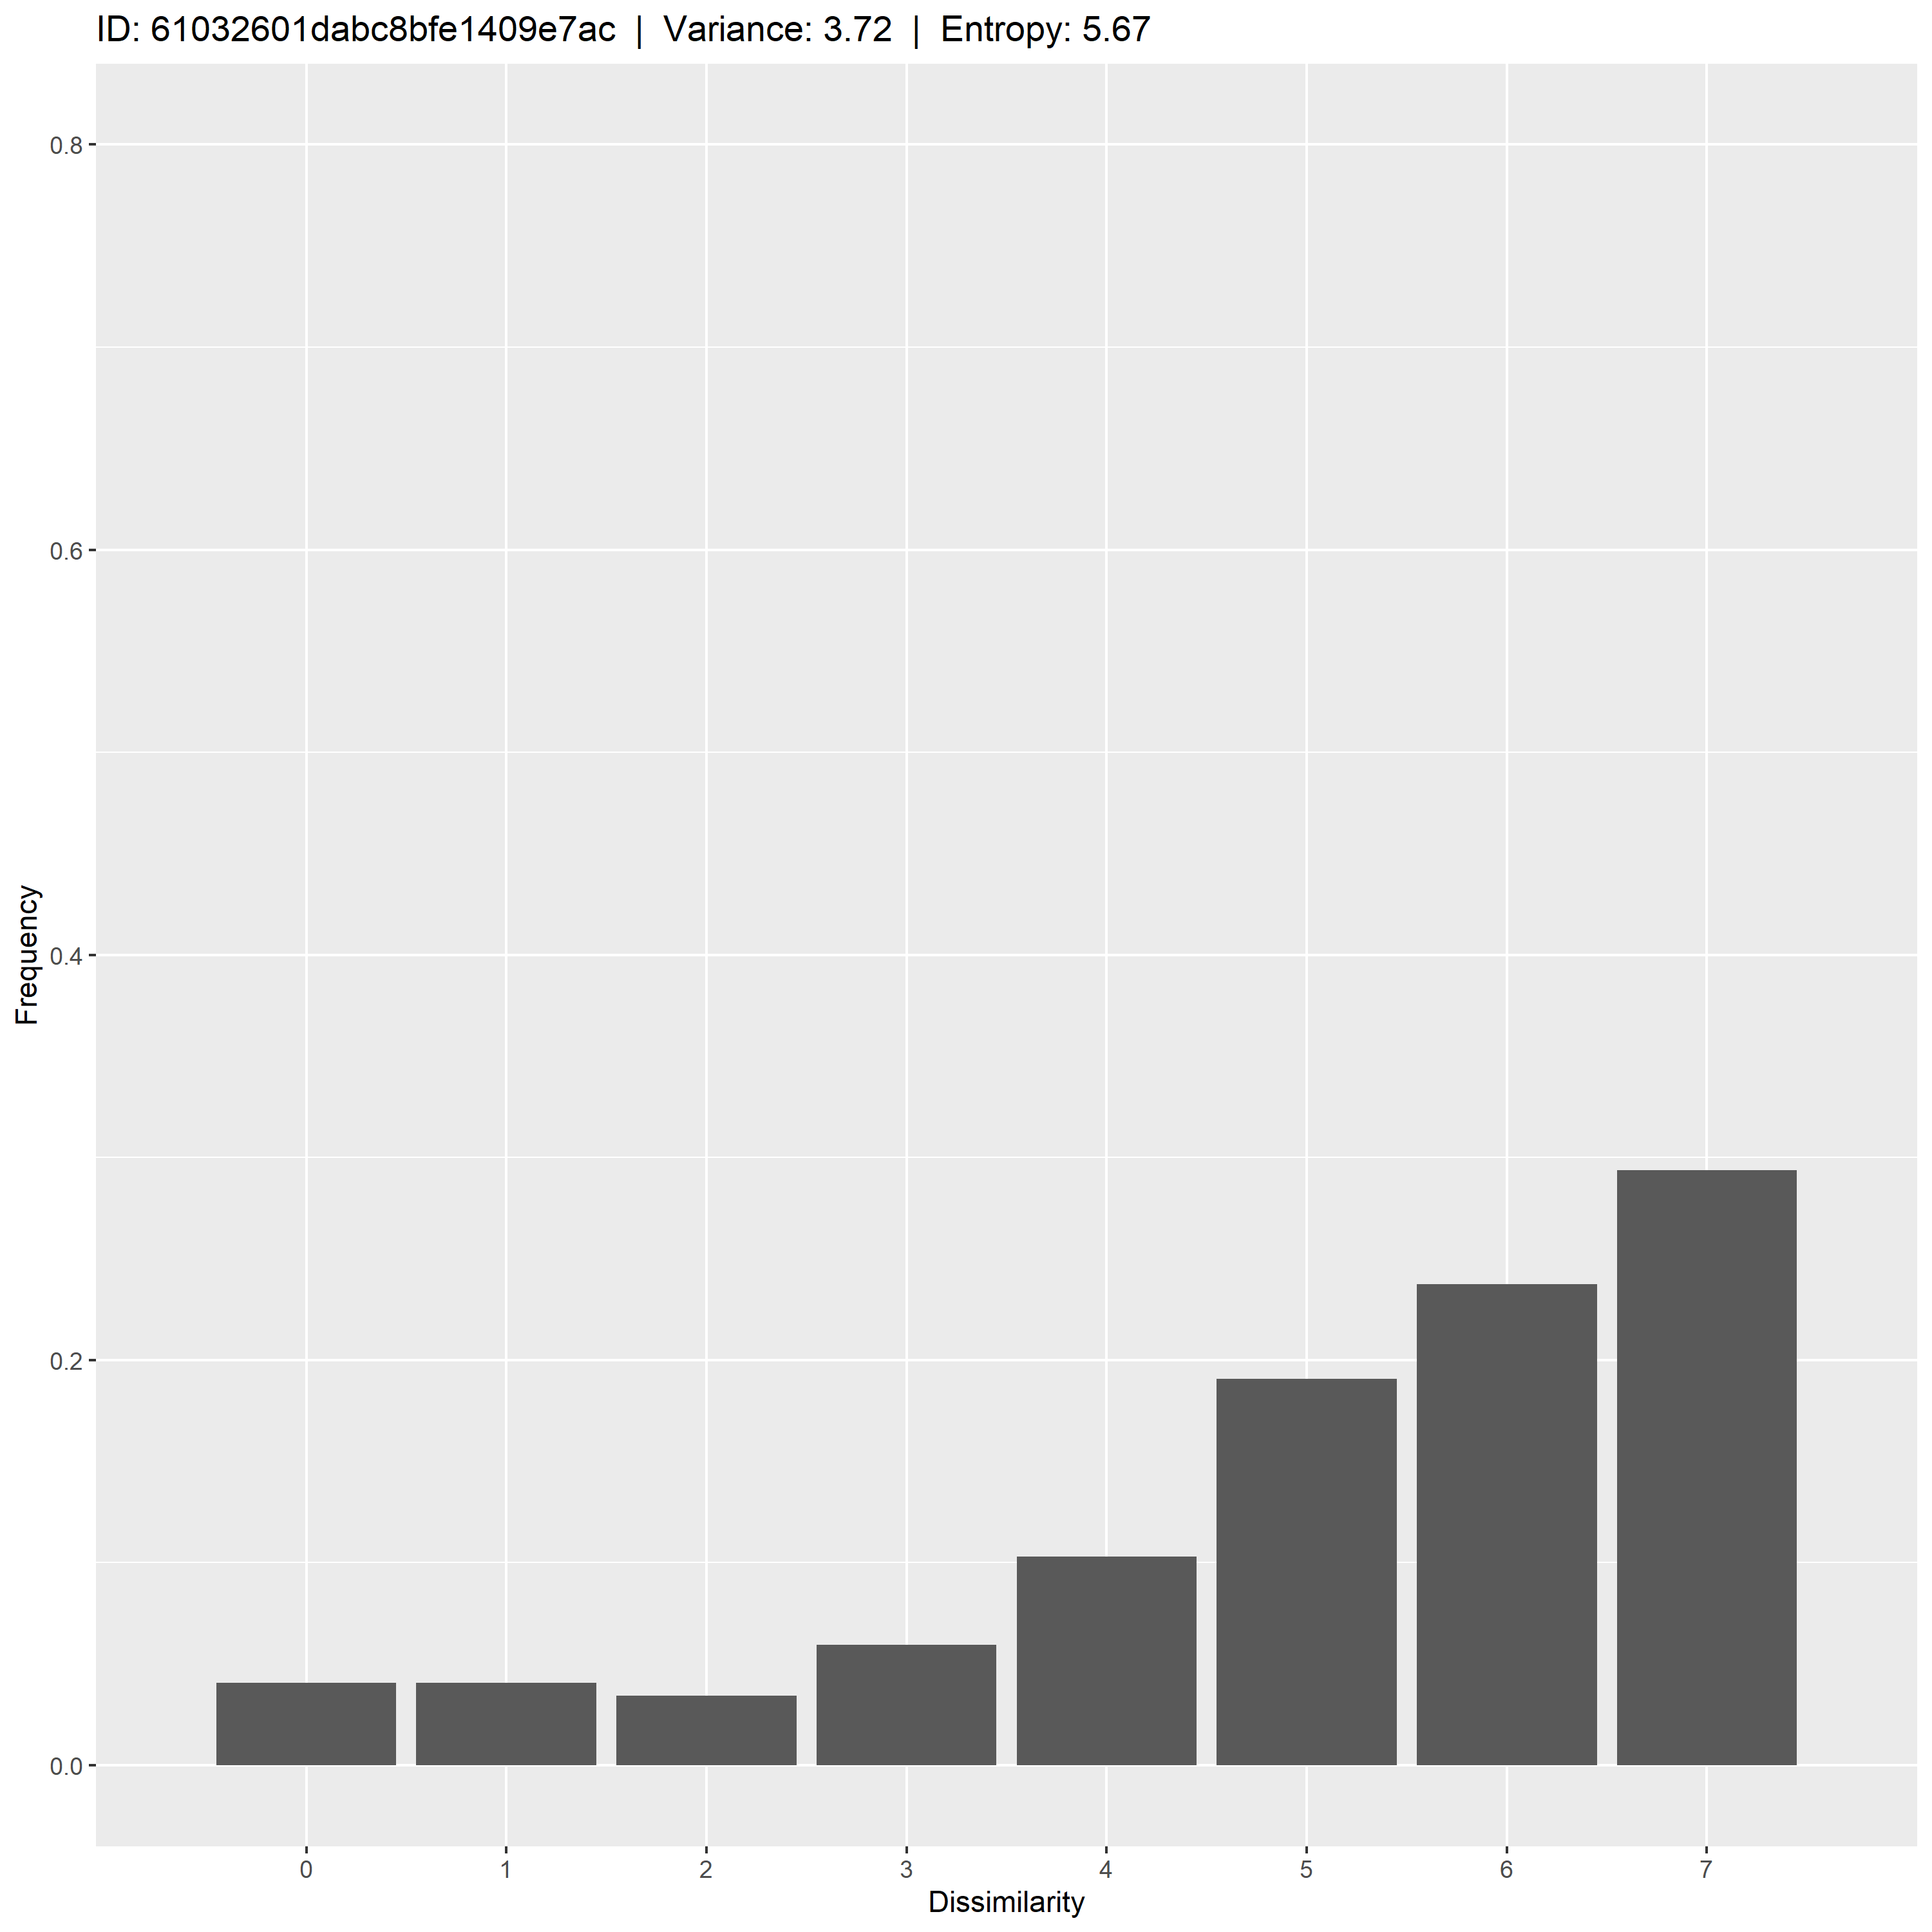 ID: 61032601dabc8bfe1409e7ac | Variance: 3.72 | Entropy: 5.67
0.8
0.6
0.4
0.2
0.0
Frequency
0 1 2 3 4 5 6 7
Dissimilarity